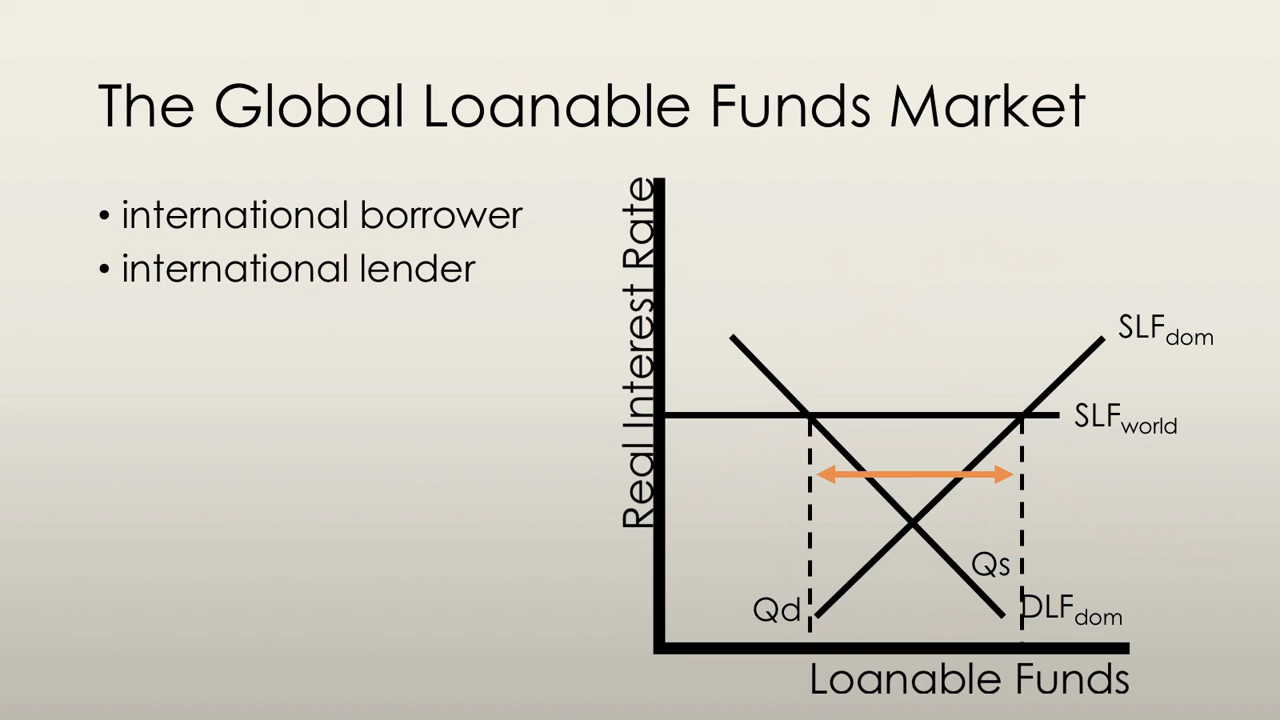 The Global Loanable Funds Market
• international borrower
• international lender
Real Interest Rate
SLFdom
SLFworld
Qs
Qd
DLFdom
Loanable Funds